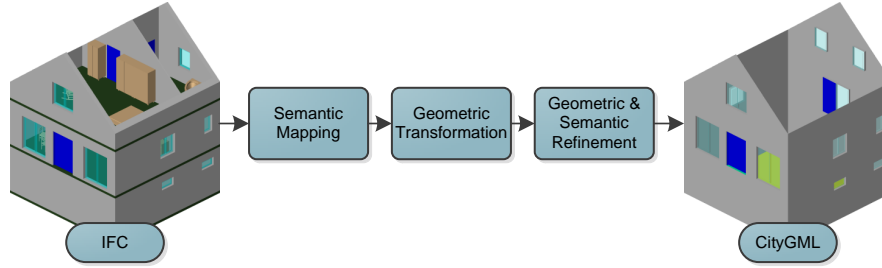 Semantic
Mapping
Geometric
Transformation
Geometric &
Semantic
Refinement
IFC
CityGML